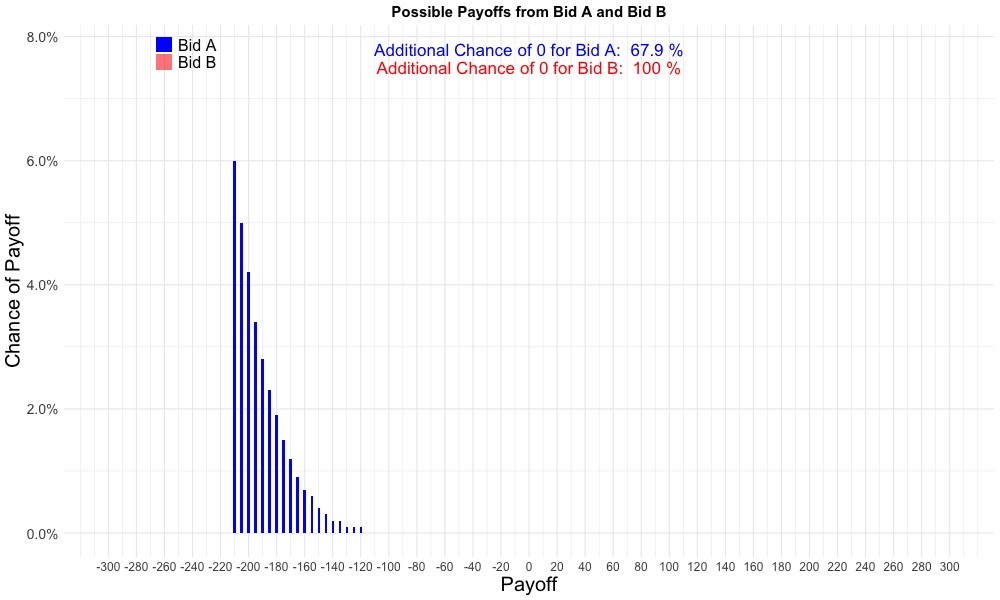 Possible Payoffs from Bid A and Bid B
Bid A
Bid B
Additional Chance of 0 for Bid A:  67.9 %
Additional Chance of 0 for Bid B:  100 %
Chance of Payoff
8.0%
6.0%
4.0%
2.0%
0.0%
-300 -280 -260 -240 -220 -200 -180 -160 -140 -120 -100 -80 -60 -40 -20 0 20 40 60 80 100 120 140 160 180 200 220 240 260 280 300
Payoff